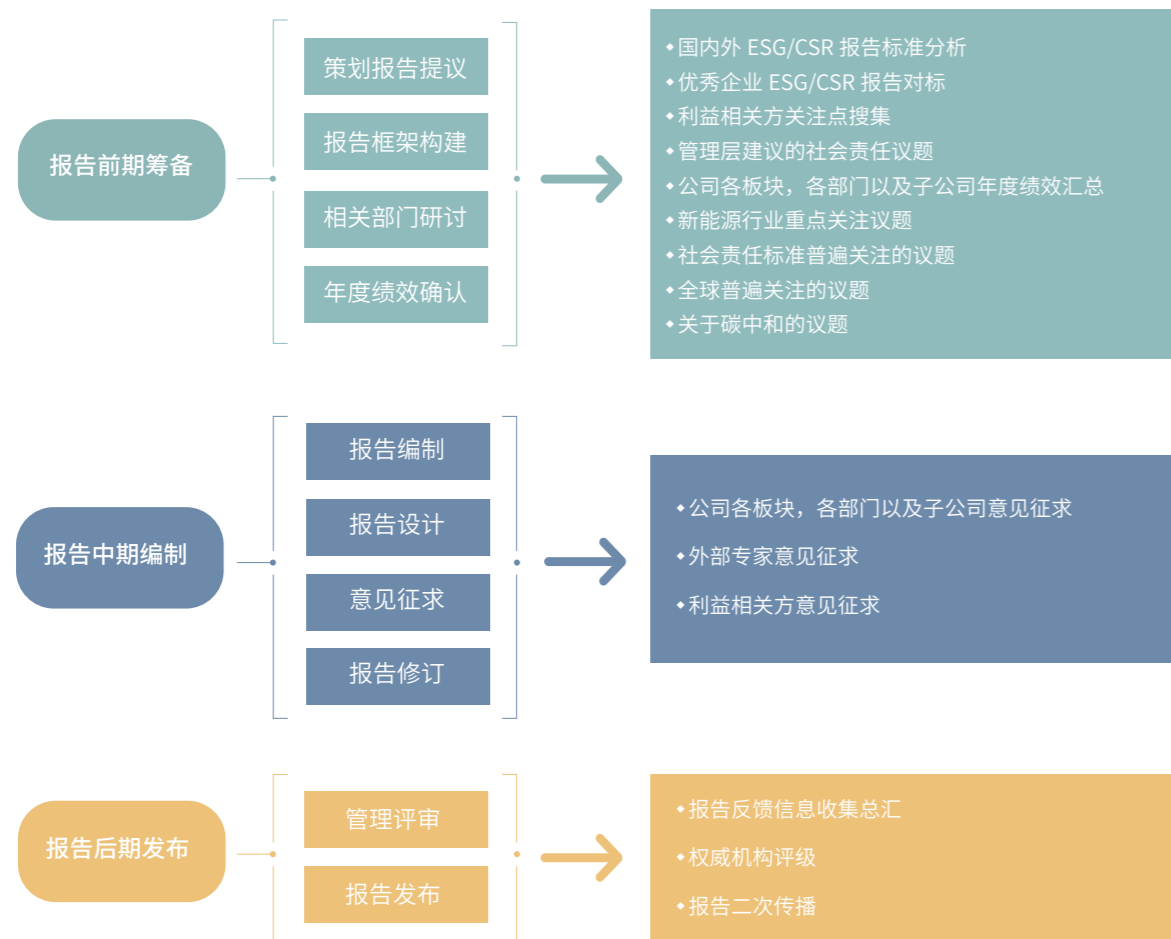 报告前期筹备
策划报告提议
报告框架构建
相关部门研讨
年度绩效确认
国内外 ESG/CSR 报告标准分析
优秀企业 ESG/CSR 报告对标
利益相关方关注点搜集
管理层建议的社会责任议题
公司各板块，各部门以及子公司年度绩效汇总
新能源行业重点关注议题
社会责任标准普遍关注的议题
全球普遍关注的议题
关于碳中和的议题
报告中期编制
报告编制
报告设计
意见征求
报告修订
公司各板块，各部门以及子公司意见征求
外部专家意见征求
利益相关方意见征求
报告后期发布
管理评审
报告发布
报告反馈信息收集总汇
权威机构评级
报告二次传播